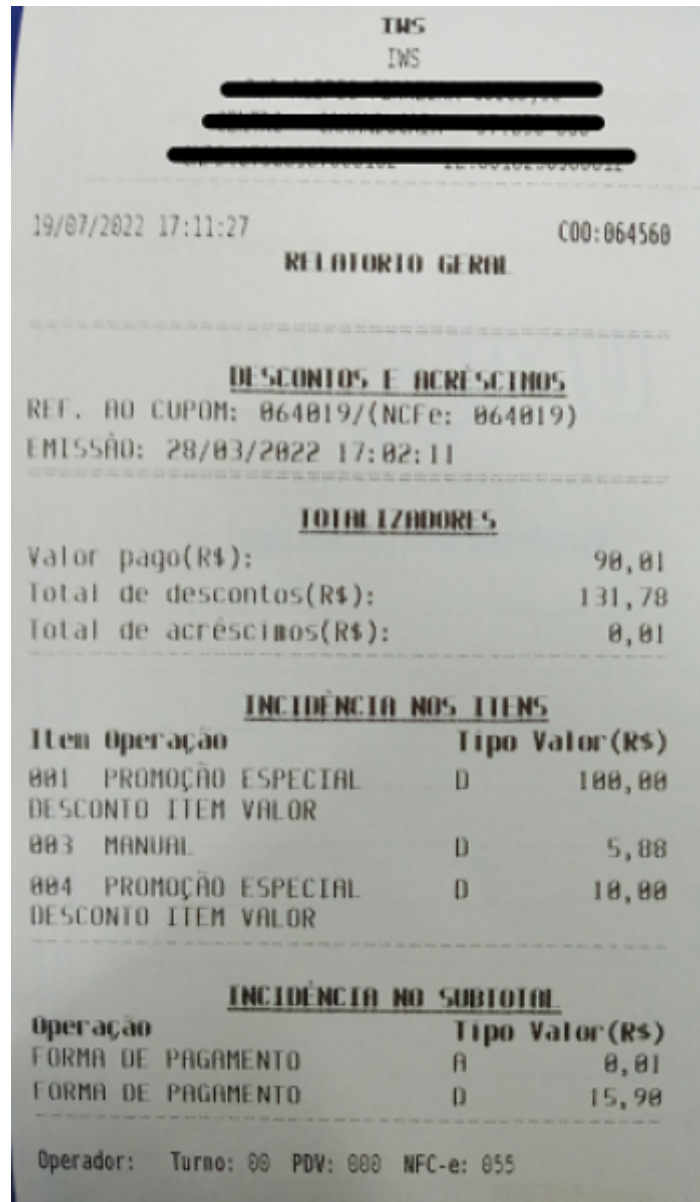 IWS
IWS
19/07/2022 17:11:27 COO:064560
RELATORIO GERAL
DESCONTOS E ACRÉSCIMOS
REF. AO CUPOM: 064019/(NCFe: 064019)
EMISSÃO: 28/03/2022 17:02:11
TOTALIZADORES
Valor pago(R$): 90,01
Total de descontos(R$): 131,78
Total de acréscimos(R$): 0,01
INCIDÊNCIA NOS ITENS
Item Operação Tipo Valor(R$)
001 PROMOÇÃO ESPECIAL D 100,00
DESCONTO ITEM VALOR
003 MANUAL D 5,88
004 PROMOÇÃO ESPECIAL D 10,00
DESCONTO ITEM VALOR
INCIDÊNCIA NO SUBTOTAL
Operação Tipo Valor(R$)
FORMA DE PAGAMENTO A 0,01
FORMA DE PAGAMENTO D 15,90
Operador: Turno: 00 PDV: 000 NFC-e: 055